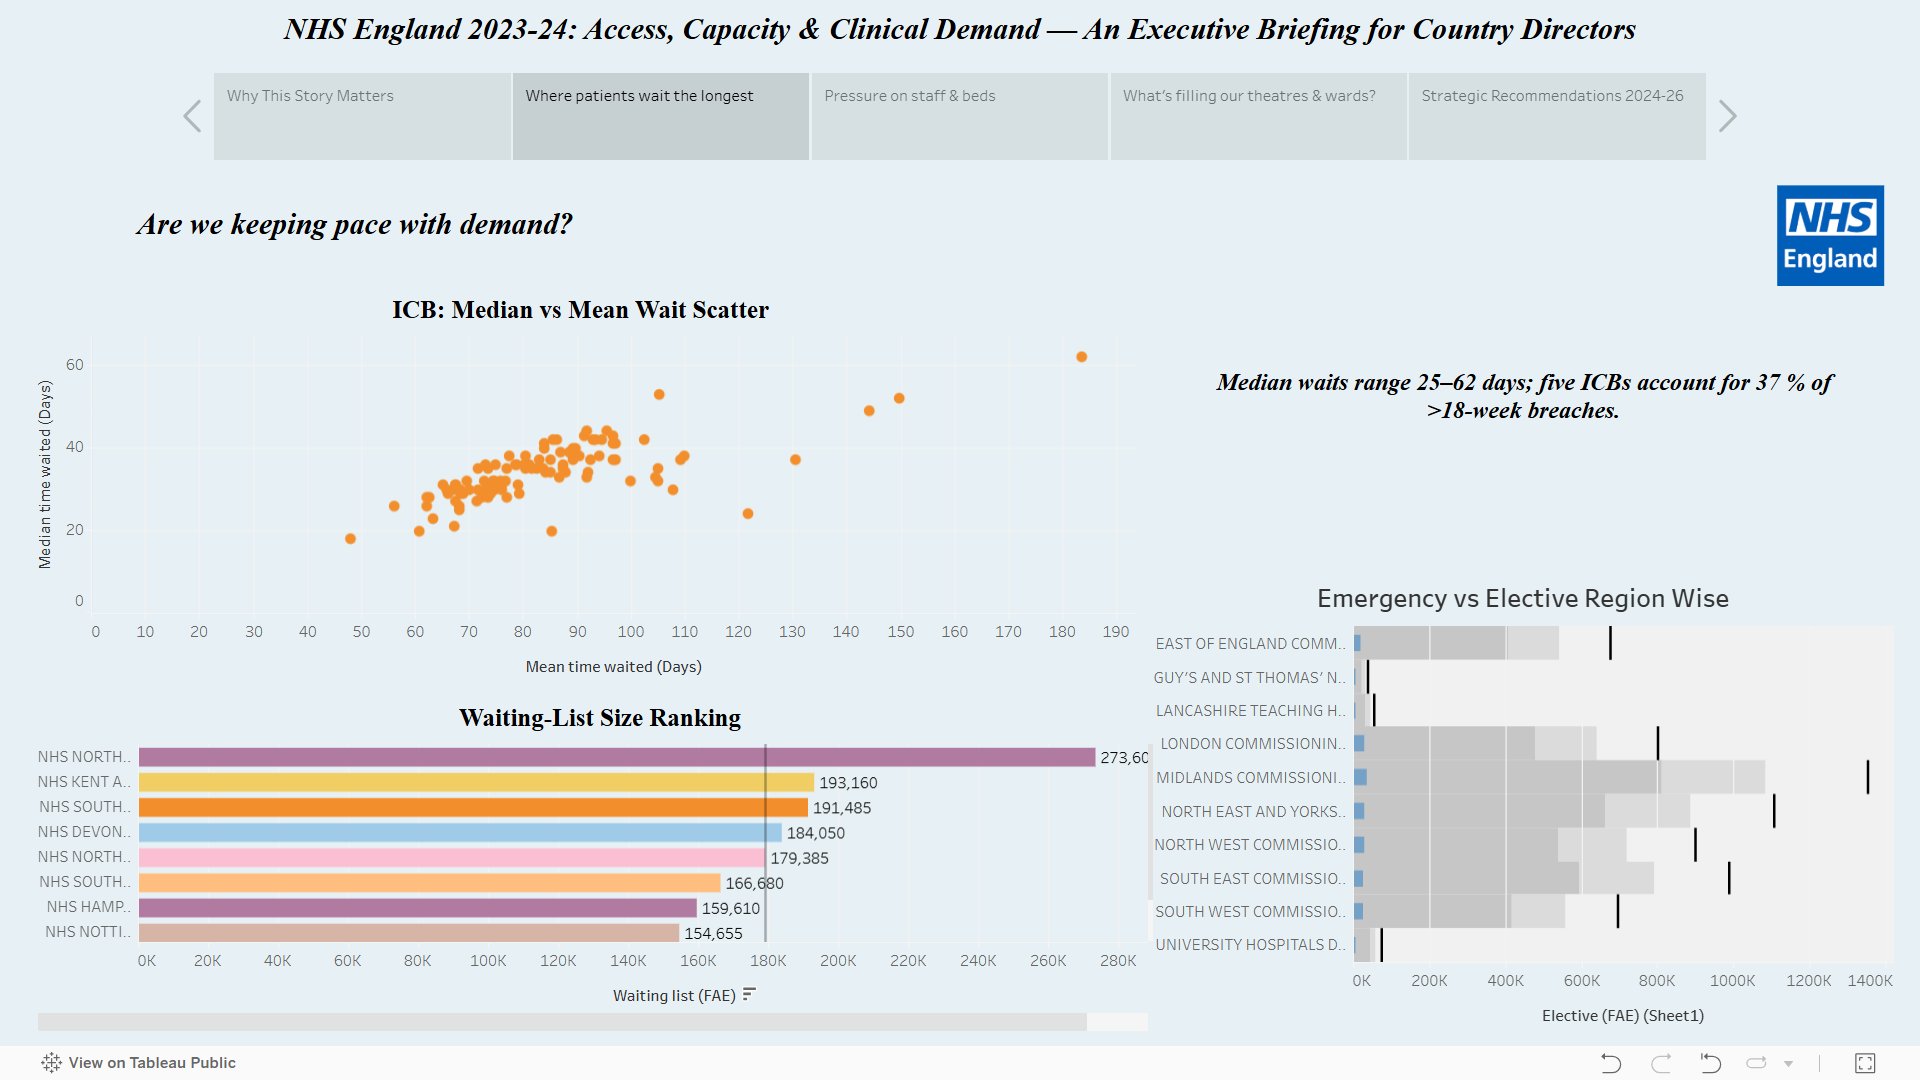 NHS England 2023-24: Access, Capacity & Clinical Demand — An Executive Briefing for Country Directors
Why This Story Matters
Where patients wait the longest
Pressure on staff & beds
What's filling our theatres & wards?
Strategic Recommendations 2024-26
Are we keeping pace with demand?
NHS
England
ICB: Median vs Mean Wait Scatter
Median time waited (Days)
60
40
20
0
0 10 20 30 40 50 60 70 80 90 100 110 120 130 140 150 160 170 180 190
Mean time waited (Days)
Median waits range 25–62 days; five ICBs account for 37 % of
>18-week breaches.
Waiting-List Size Ranking
NHS NORTH.. 273,60
NHS KENT A.. 193,160
NHS SOUTH.. 191,485
NHS DEVON.. 184,050
NHS NORTH.. 179,385
NHS SOUTH.. 166,680
NHS HAMP.. 159,610
NHS NOTTI.. 154,655
0K 20K 40K 60K 80K 100K 120K 140K 160K 180K 200K 220K 240K 260K 280K
Waiting list (FAE)
Emergency vs Elective Region Wise
EAST OF ENGLAND COMM..
GUY'S AND ST THOMAS' N..
LANCASHIRE TEACHING H..
LONDON COMMISSIONIN..
MIDLANDS COMMISSIONI..
NORTH EAST AND YORKS..
NORTH WEST COMMISSIO..
SOUTH EAST COMMISSIO..
SOUTH WEST COMMISSIO..
UNIVERSITY HOSPITALS D..
0K 200K 400K 600K 800K 1000K 1200K 1400K
Elective (FAE) (Sheet1)
View on Tableau Public